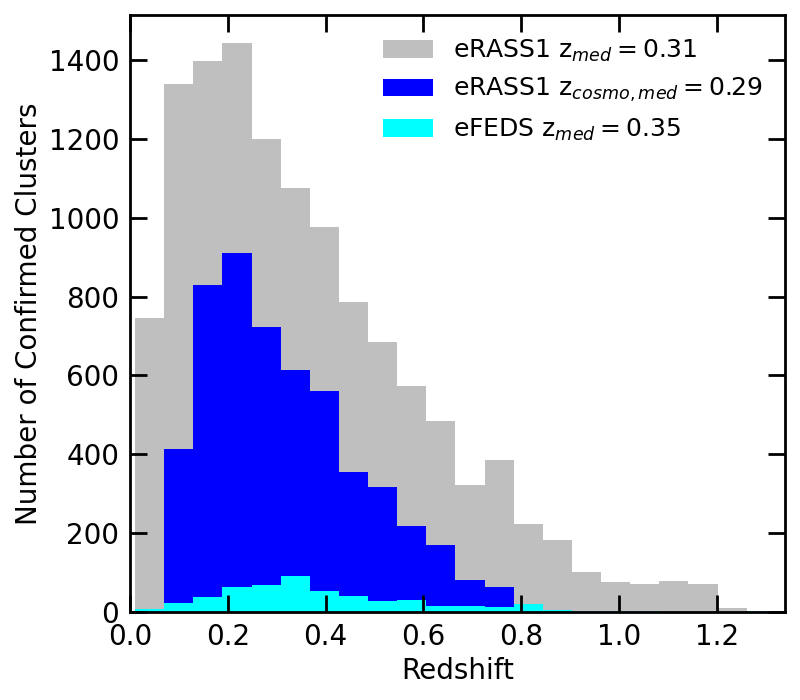 eRASS1 z_med = 0.31
eRASS1 z_cosmo,med = 0.29
eFEDS z_med = 0.35
Number of Confirmed Clusters
1400
1200
1000
800
600
400
200
0
0.0 0.2 0.4 0.6 0.8 1.0 1.2
Redshift